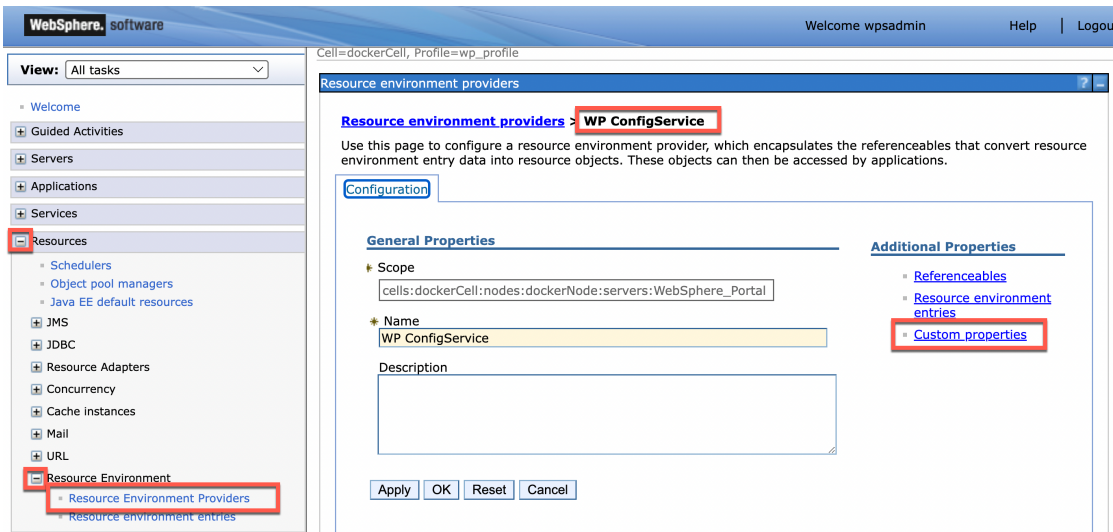 WebSphere. software
Welcome wpsadmin
Help
Logou
View: All tasks
Welcome
Guided Activities
Servers
Applications
Services
Resources
Schedulers
Object pool managers
Java EE default resources
JMS
JDBC
Resource Adapters
Concurrency
Cache instances
Mail
URL
Resource Environment
Resource Environment Providers
Resource environment entries
Cell=dockerCell, Profile=wp_profile
Resource environment providers
? –
Resource environment providers > WP ConfigService
Use this page to configure a resource environment provider, which encapsulates the referenceables that convert resource
environment entry data into resource objects. These objects can then be accessed by applications.
Configuration
General Properties
Scope
cells:dockerCell:nodes:dockerNode:servers:WebSphere_Portal
Name
WP ConfigService
Description
Apply OK Reset Cancel
Additional Properties
Referenceables
Resource environment
entries
Custom properties